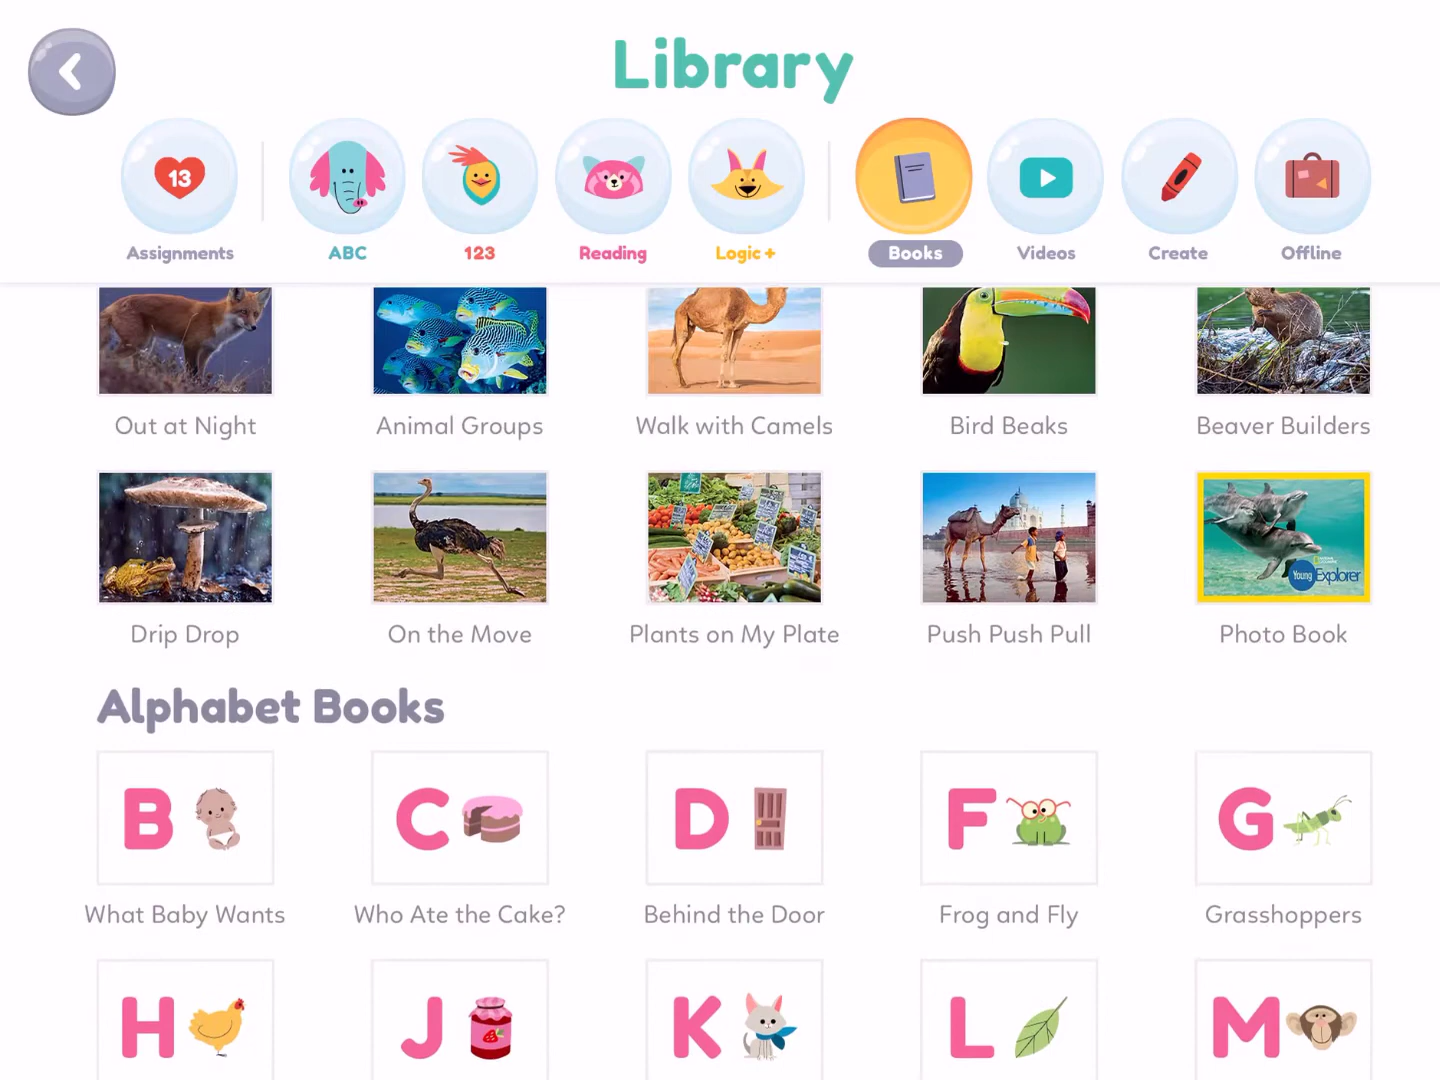 Library
13
Assignments
ABC
123
Reading
Logic +
Books
Videos
Create
Offline
Out at Night
Animal Groups
Walk with Camels
Bird Beaks
Beaver Builders
Young Explorer
Drip Drop
On the Move
Plants on My Plate
Push Push Pull
Photo Book
Alphabet Books
B
C
D
F
G
What Baby Wants
Who Ate the Cake?
Behind the Door
Frog and Fly
Grasshoppers
H
J
K
L
M